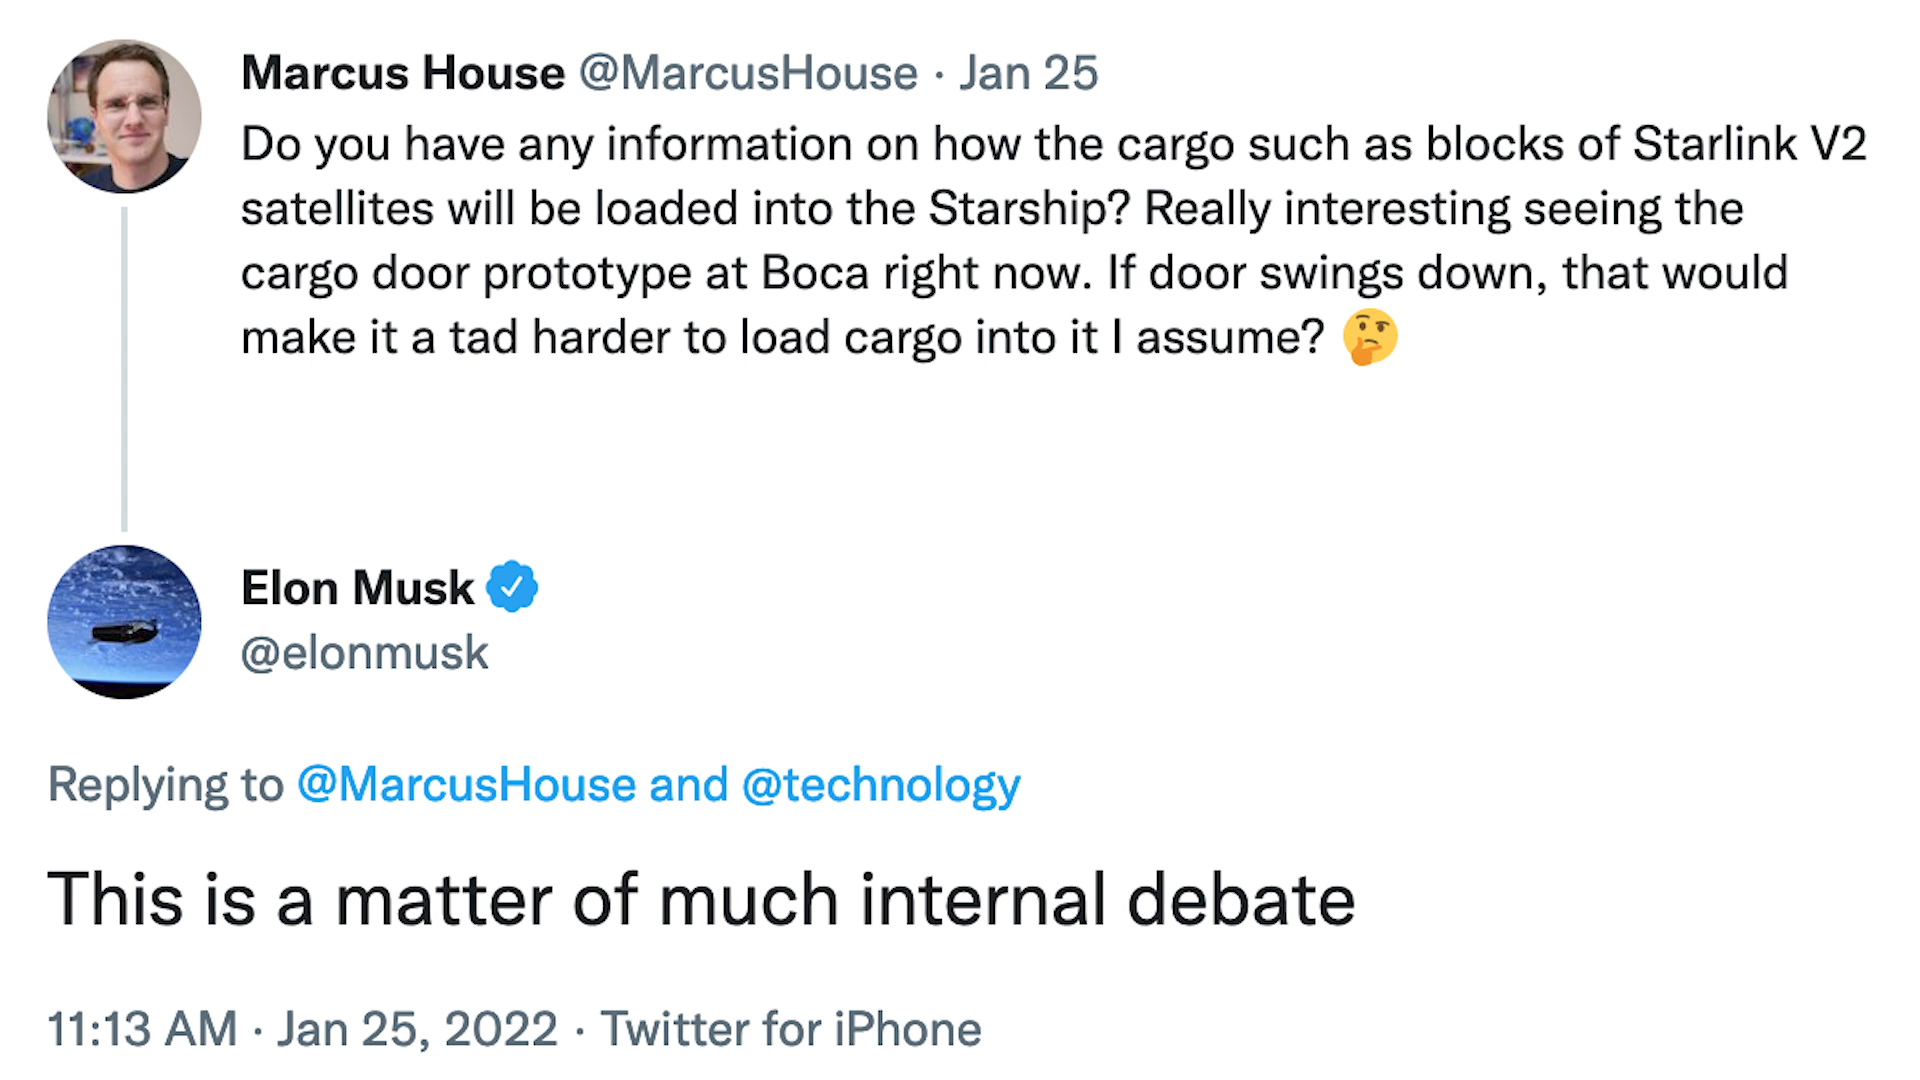 Marcus House @MarcusHouse · Jan 25
Do you have any information on how the cargo such as blocks of Starlink V2
satellites will be loaded into the Starship? Really interesting seeing the
cargo door prototype at Boca right now. If door swings down, that would
make it a tad harder to load cargo into it I assume? 🤔
Elon Musk
@elonmusk
Replying to @MarcusHouse and @technology
This is a matter of much internal debate
11:13 AM · Jan 25, 2022 · Twitter for iPhone